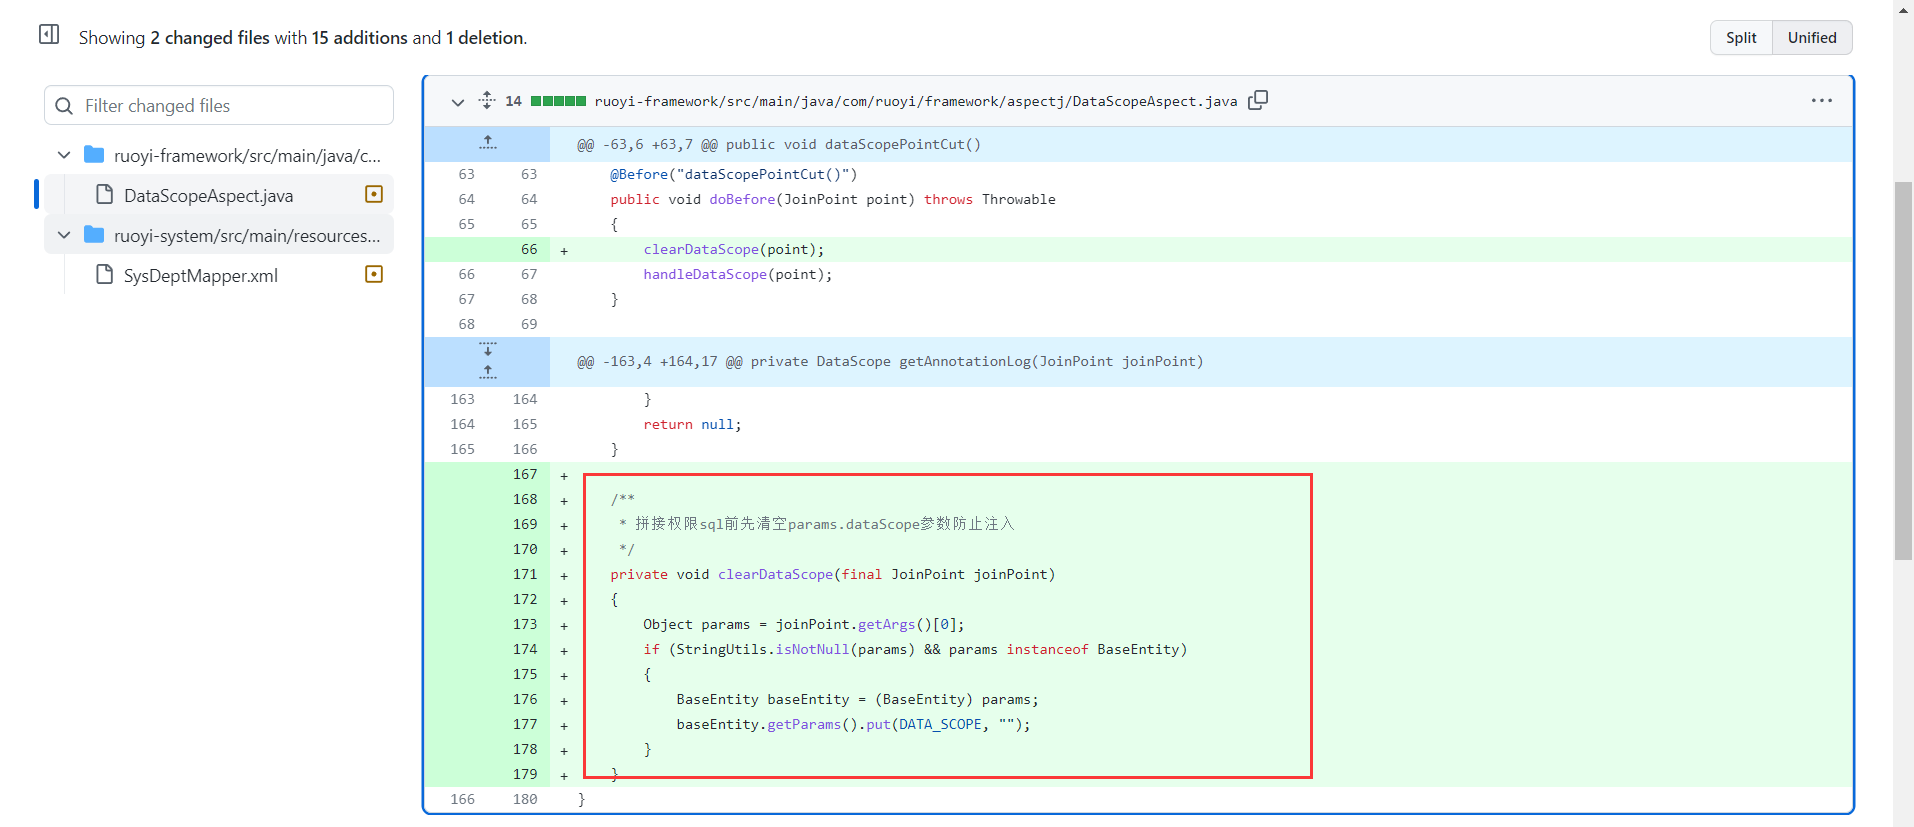 Showing 2 changed files with 15 additions and 1 deletion.
Split Unified
Filter changed files
ruoyi-framework/src/main/java/c...
DataScopeAspect.java
ruoyi-system/src/main/resources...
SysDeptMapper.xml
14 ruoyi-framework/src/main/java/com/ruoyi/framework/aspectj/DataScopeAspect.java
@@ -63,6 +63,7 @@ public void dataScopePointCut()
63 63 @Before("dataScopePointCut()")
64 64 public void doBefore(JoinPoint point) throws Throwable
65 65 {
66 + clearDataScope(point);
66 67 handleDataScope(point);
67 68 }
68 69
@@ -163,4 +164,17 @@ private DataScope getAnnotationLog(JoinPoint joinPoint)
163 164 }
164 165 return null;
165 166 }
167 +
168 + /**
169 + * 拼接权限sql前先清空params.dataScope参数防止注入
170 + */
171 + private void clearDataScope(final JoinPoint joinPoint)
172 + {
173 + Object params = joinPoint.getArgs()[0];
174 + if (StringUtils.isNotNull(params) && params instanceof BaseEntity)
175 + {
176 + BaseEntity baseEntity = (BaseEntity) params;
177 + baseEntity.getParams().put(DATA_SCOPE, "");
178 + }
179 + }
166 180 }